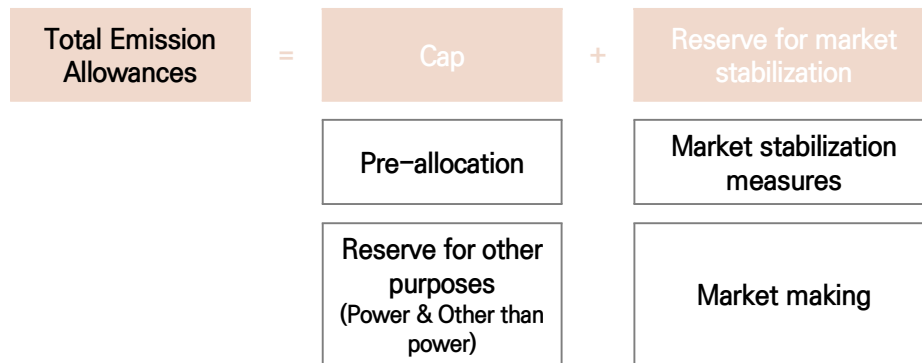 Total Emission
Allowances
=
Cap
+
Reserve for market
stabilization
Pre-allocation
Market stabilization
measures
Reserve for other
purposes
(Power & Other than
power)
Market making